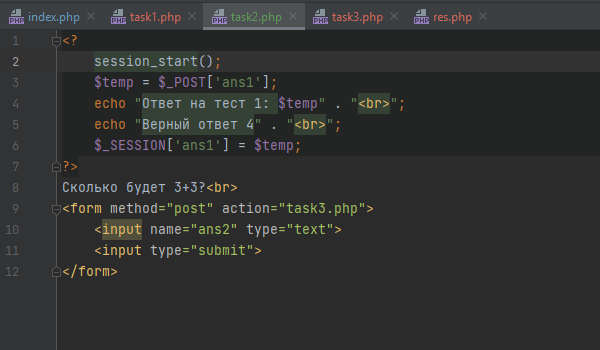 index.php task1.php task2.php task3.php res.php
1 <?
2 session_start();
3 $temp = $_POST['ans1'];
4 echo "Ответ на тест 1: $temp" . "<br>";
5 echo "Верный ответ 4" . "<br>";
6 $_SESSION['ans1'] = $temp;
7 ?>
8 Сколько будет 3+3?<br>
9 <form method="post" action="task3.php">
10 <input name="ans2" type="text">
11 <input type="submit">
12 </form>